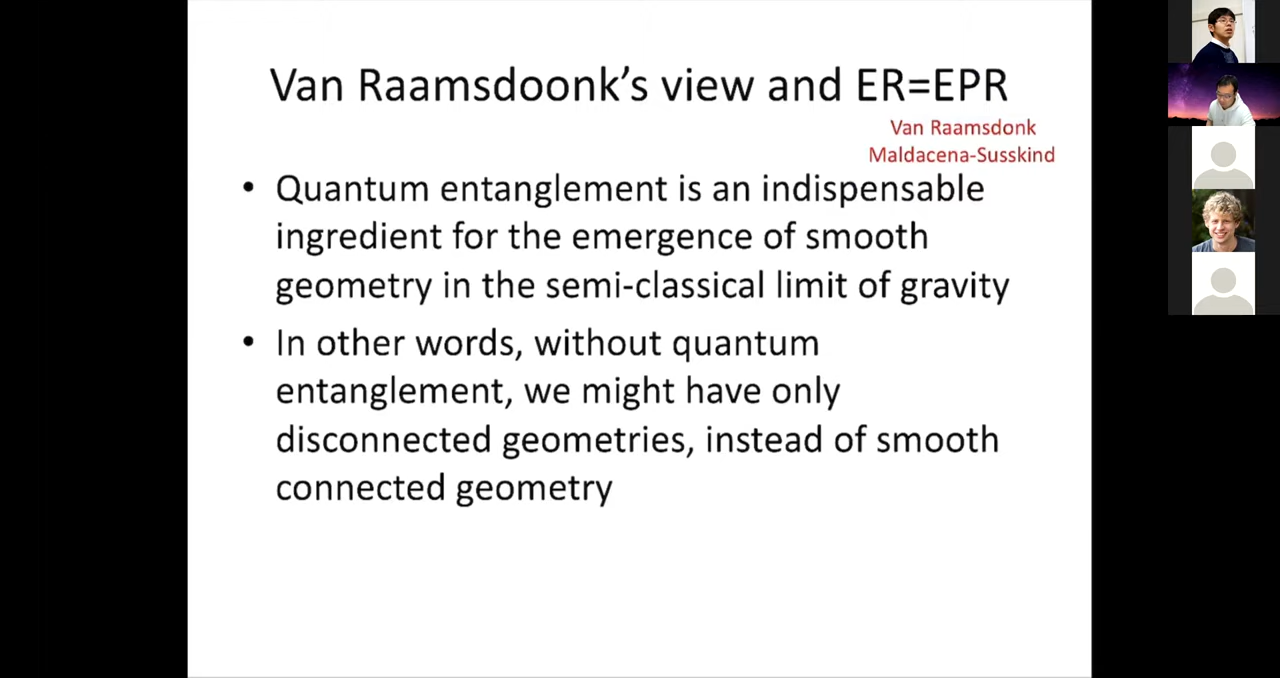 Van Raamsdoonk’s view and ER=EPR
Van Raamsdonk
Maldacena-Susskind
• Quantum entanglement is an indispensable
ingredient for the emergence of smooth
geometry in the semi-classical limit of gravity
• In other words, without quantum
entanglement, we might have only
disconnected geometries, instead of smooth
connected geometry